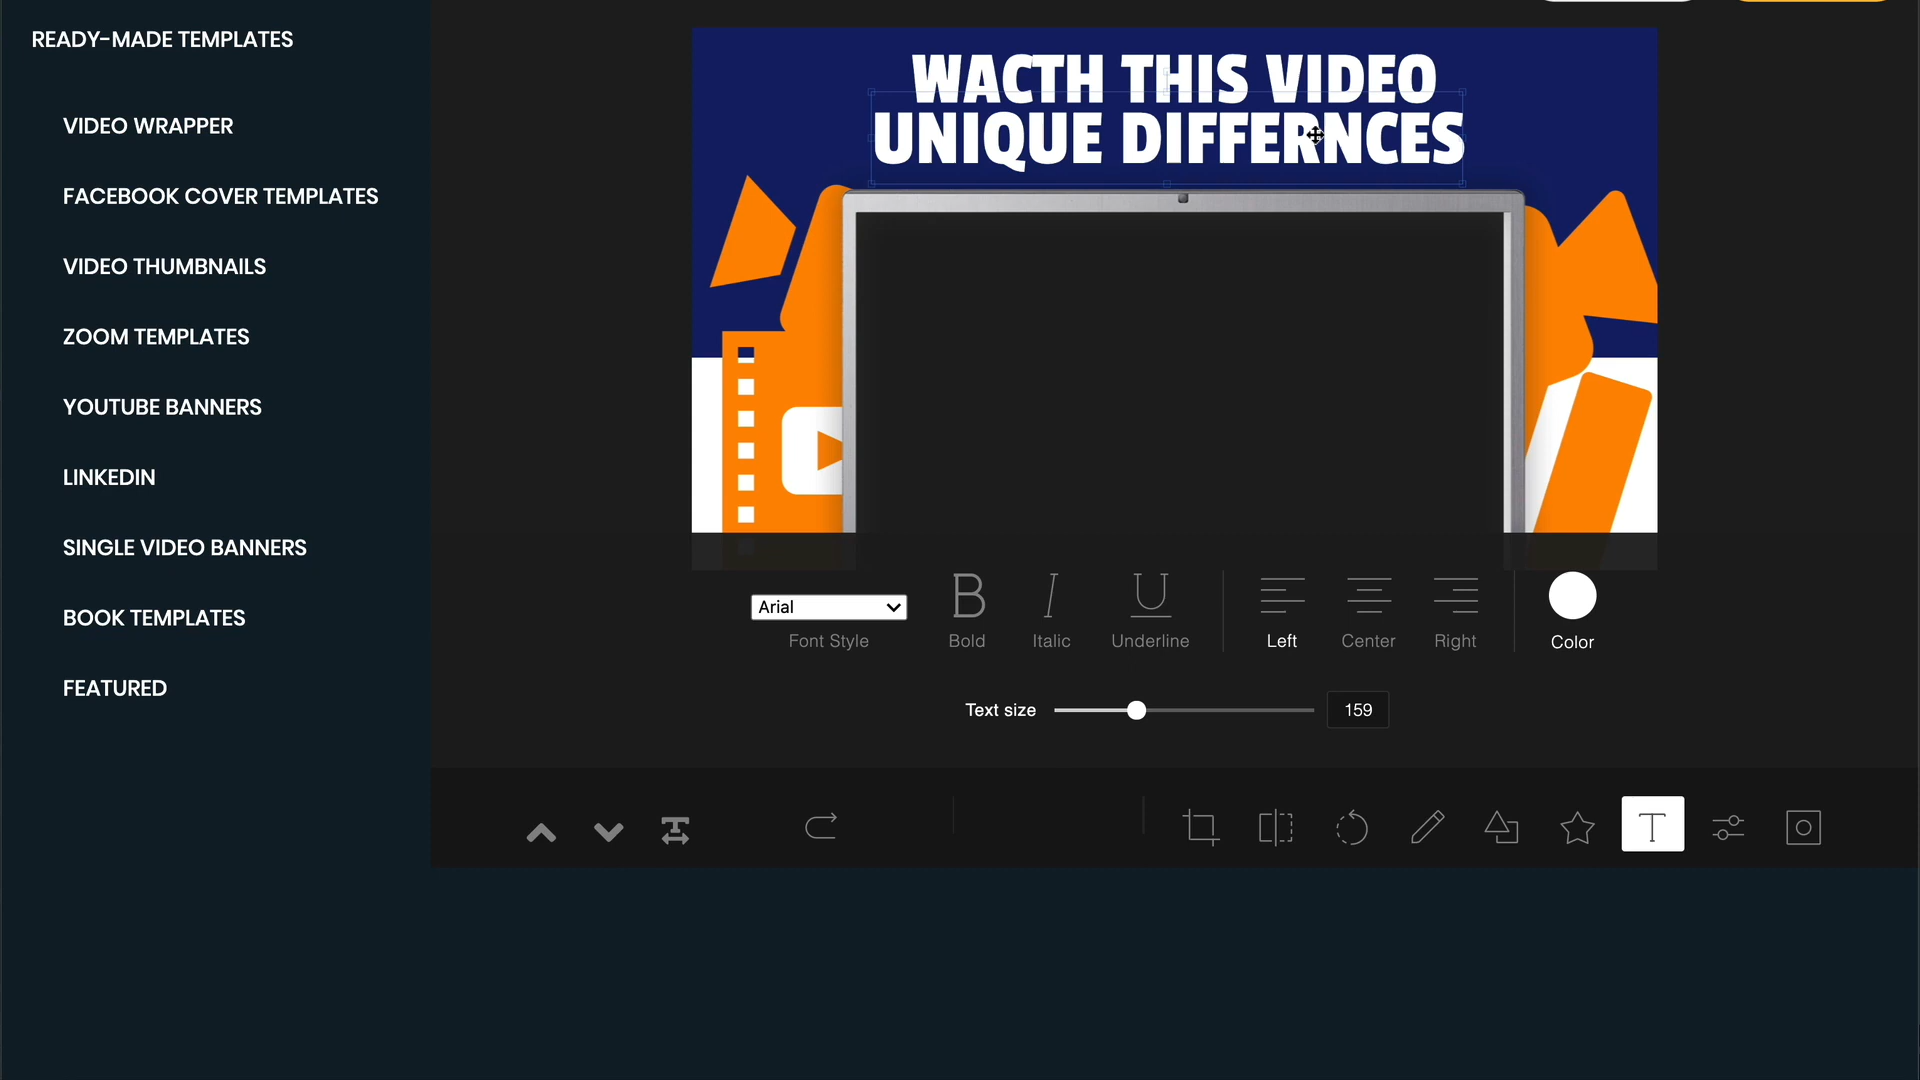 READY-MADE TEMPLATES
VIDEO WRAPPER
FACEBOOK COVER TEMPLATES
VIDEO THUMBNAILS
ZOOM TEMPLATES
YOUTUBE BANNERS
LINKEDIN
SINGLE VIDEO BANNERS
BOOK TEMPLATES
FEATURED
WACTH THIS VIDEO
UNIQUE DIFFERNCES
Arial
Font Style
B
Bold
I
Italic
U
Underline
Left
Center
Right
Color
Text size
159
T
T